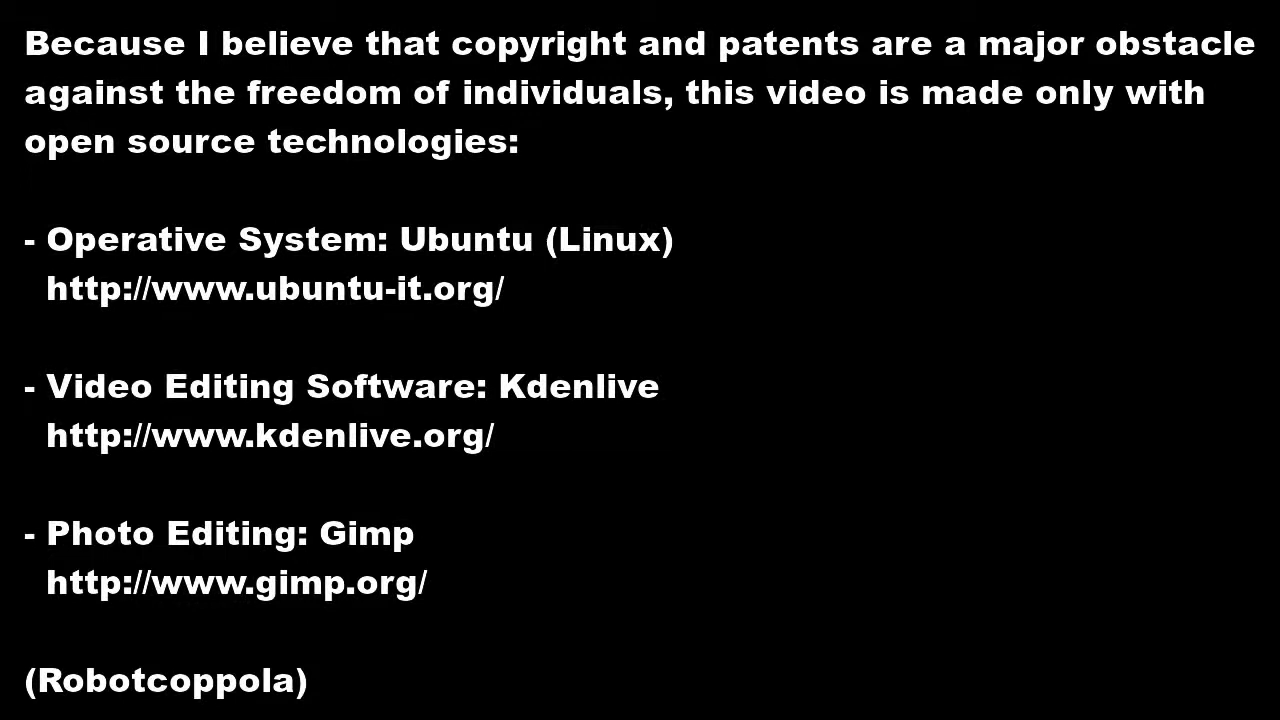 Because I believe that copyright and patents are a major obstacle
against the freedom of individuals, this video is made only with
open source technologies:
- Operative System: Ubuntu (Linux)
http://www.ubuntu-it.org/
- Video Editing Software: Kdenlive
http://www.kdenlive.org/
- Photo Editing: Gimp
http://www.gimp.org/
(Robotcoppola)